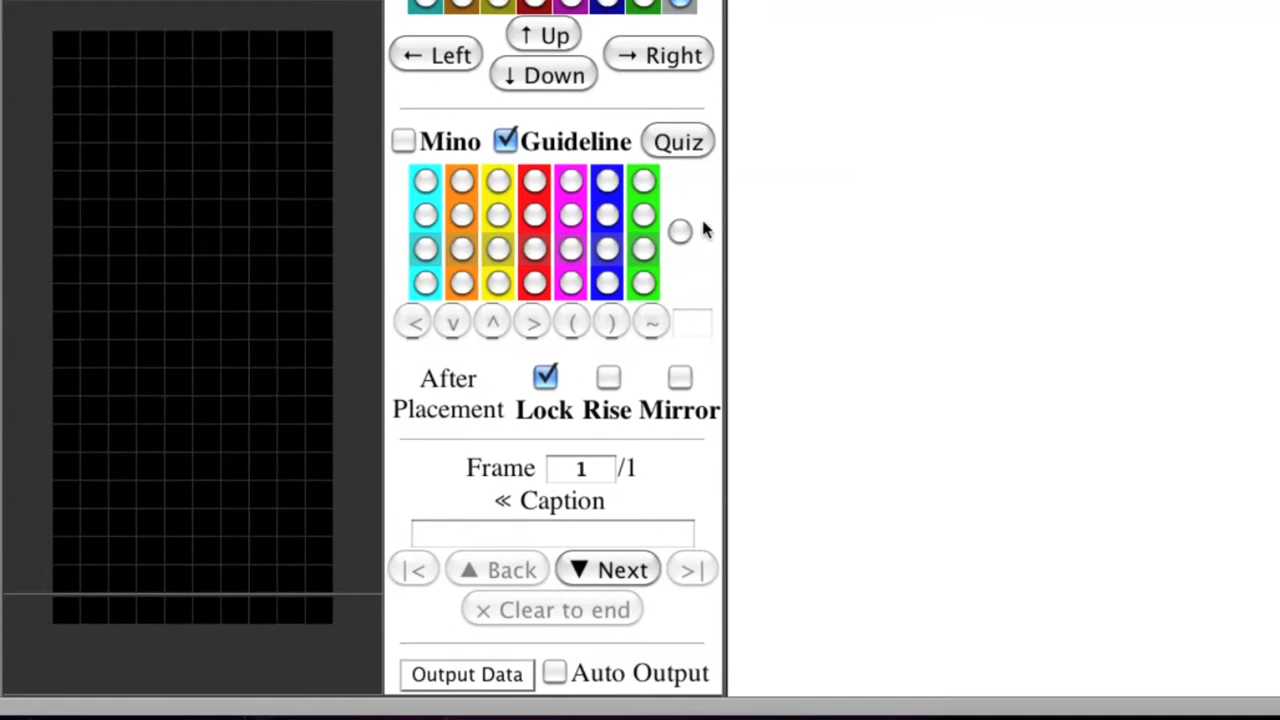 ↑ Up
← Left
→ Right
↓ Down
Mino Guideline Quiz
< v ^ > ( ) ~
After
Placement Lock Rise Mirror
Frame 1 /1
≪ Caption
|< ▲ Back ▼ Next >|
× Clear to end
Output Data Auto Output